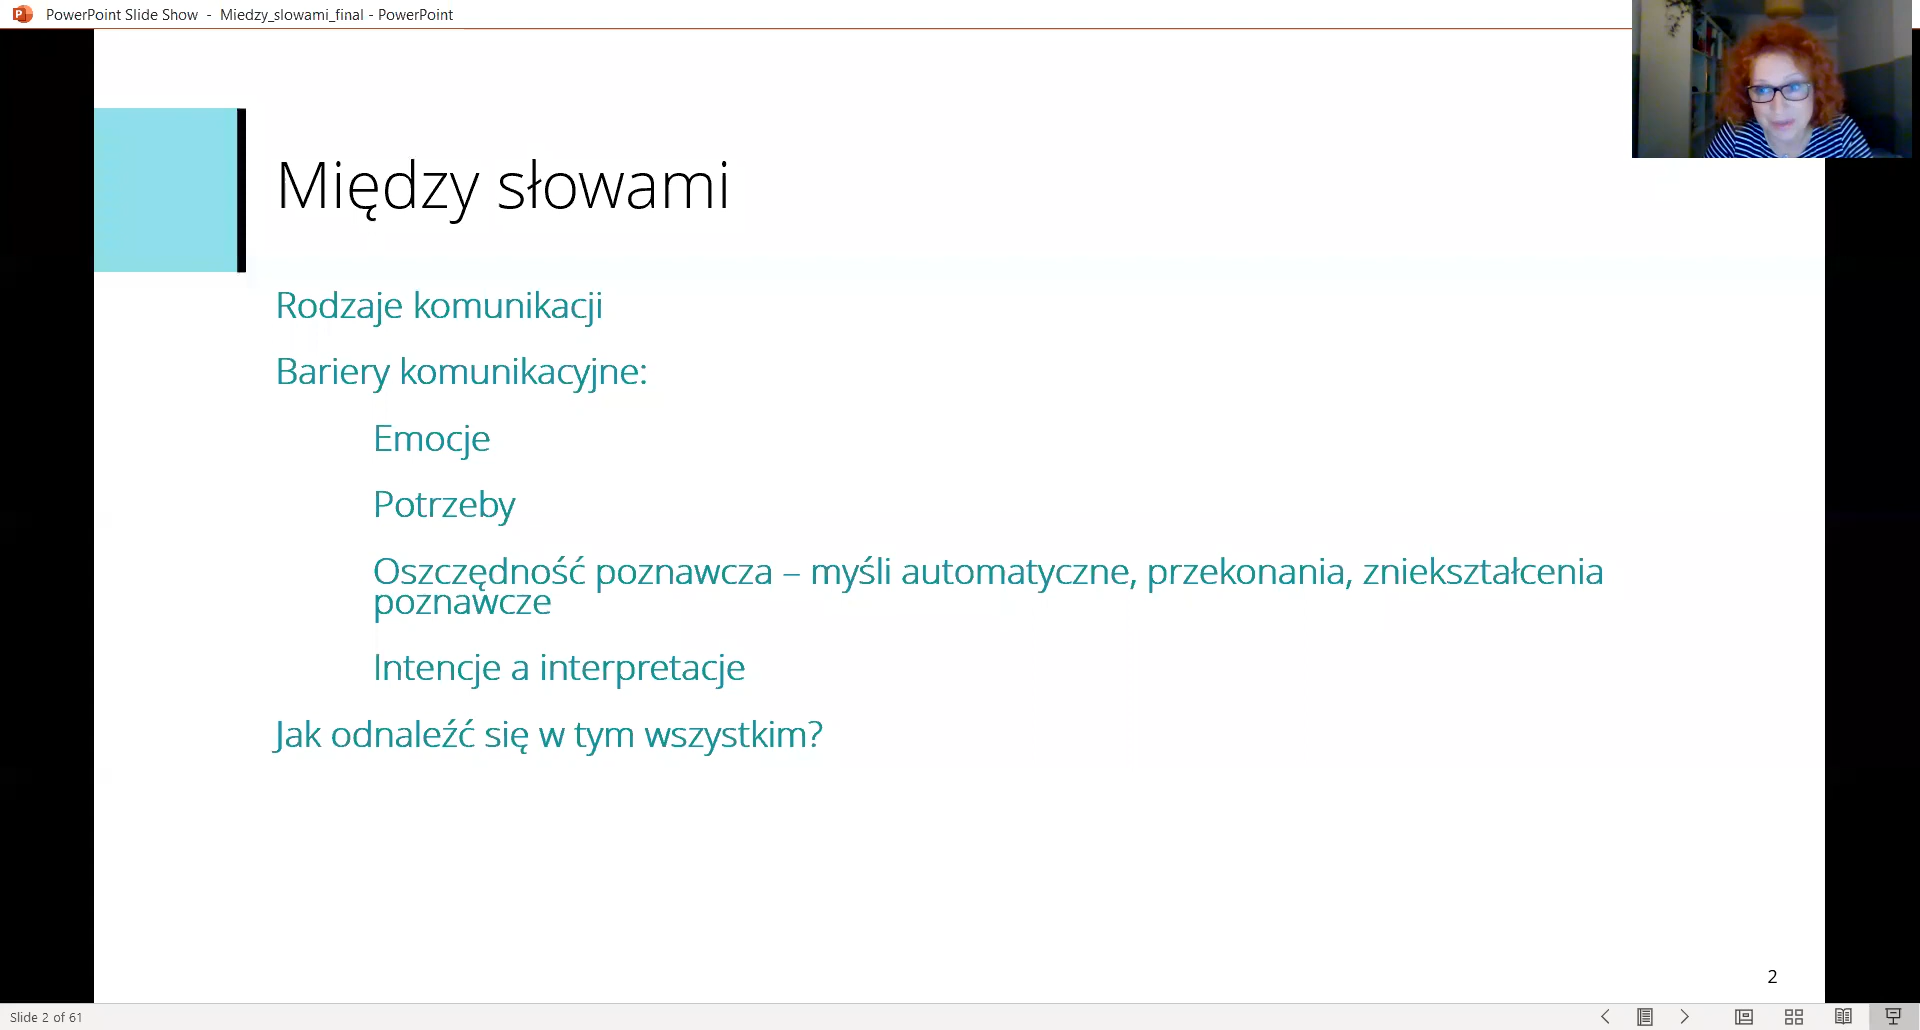 PowerPoint Slide Show - Miedzy_slowami_final - PowerPoint
Między słowami
Rodzaje komunikacji
Bariery komunikacyjne:
Emocje
Potrzeby
Oszczędność poznawcza – myśli automatyczne, przekonania, zniekształcenia
poznawcze
Intencje a interpretacje
Jak odnaleźć się w tym wszystkim?
2
Slide 2 of 61